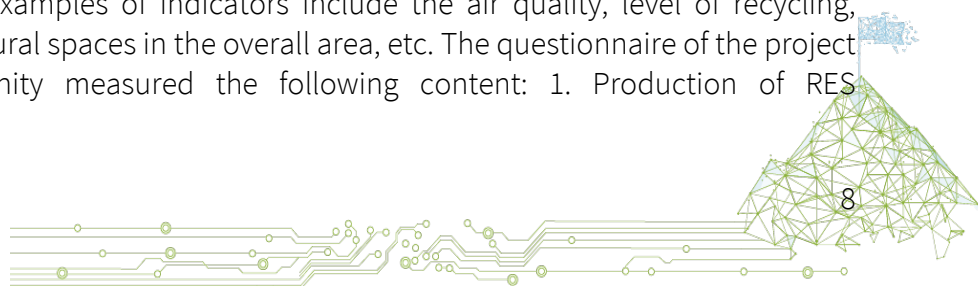 examples of indicators include the air quality, level of recycling,
ural spaces in the overall area, etc. The questionnaire of the project
nity measured the following content: 1. Production of RES
8